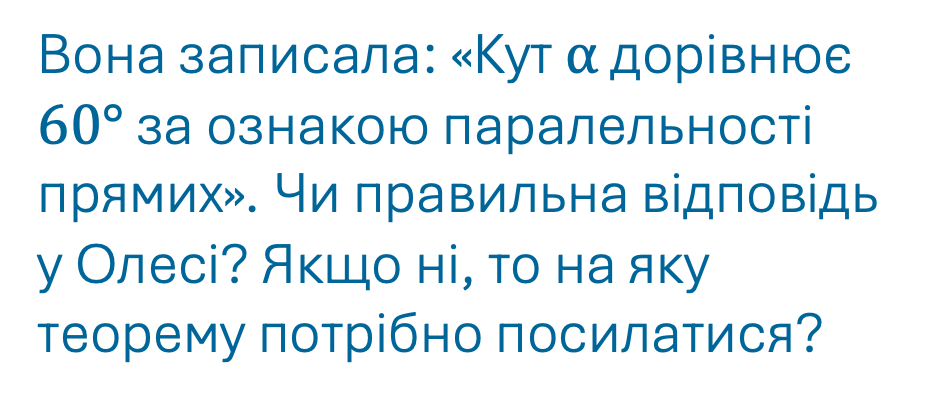 Вона записала: «Кут α дорівнює
60° за ознакою паралельності
прямих». Чи правильна відповідь
у Олесі? Якщо ні, то на яку
теорему потрібно посилатися?